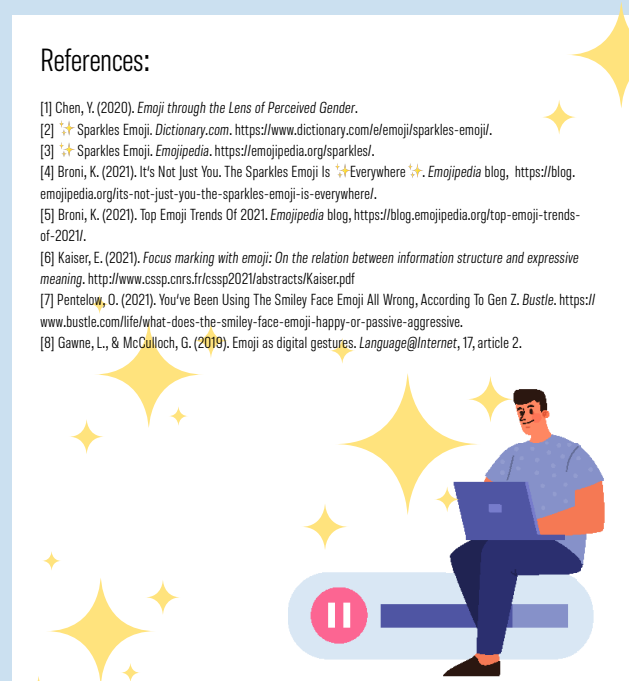 References:
[1] Chen, Y. (2020). Emoji through the Lens of Perceived Gender.
[2] ✨ Sparkles Emoji. Dictionary.com. https://www.dictionary.com/e/emoji/sparkles-emoji/.
[3] ✨ Sparkles Emoji. Emojipedia. https://emojipedia.org/sparkles/.
[4] Broni, K. (2021). It's Not Just You. The Sparkles Emoji Is ✨Everywhere ✨. Emojipedia blog, https://blog.
emojipedia.org/its-not-just-you-the-sparkles-emoji-is-everywhere/.
[5] Broni, K. (2021). Top Emoji Trends Of 2021. Emojipedia blog, https://blog.emojipedia.org/top-emoji-trends-
of-2021/.
[6] Kaiser, E. (2021). Focus marking with emoji: On the relation between information structure and expressive
meaning. http://www.cssp.cnrs.fr/cssp2021/abstracts/Kaiser.pdf
[7] Pentelow, O. (2021). You've Been Using The Smiley Face Emoji All Wrong, According To Gen Z. Bustle. https://
www.bustle.com/life/what-does-the-smiley-face-emoji-happy-or-passive-aggressive.
[8] Gawne, L., & McCulloch, G. (2019). Emoji as digital gestures. Language@Internet, 17, article 2.